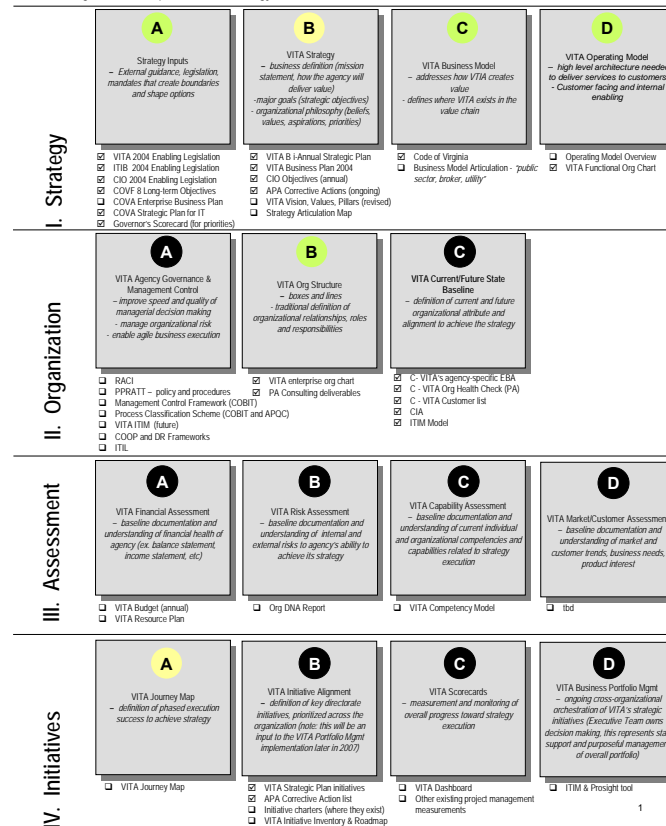 I. Strategy
A
Strategy Inputs
– External guidance, legislation,
mandates that create boundaries
and shape options
☑ VITA 2004 Enabling Legislation
☑ ITIB 2004 Enabling Legislation
☑ CIO 2004 Enabling Legislation
☑ COVF 8 Long-term Objectives
☐ COVA Enterprise Business Plan
☑ COVA Strategic Plan for IT
☑ Governor's Scorecard (for priorities)
B
VITA Strategy
– business definition (mission
statement, how the agency will
deliver value)
-major goals (strategic objectives)
- organizational philosophy (beliefs,
values, aspirations, priorities)
☑ VITA B i-Annual Strategic Plan
☑ VITA Business Plan 2004
☑ CIO Objectives (annual)
☑ APA Corrective Actions (ongoing)
☐ VITA Vision, Values, Pillars (revised)
☐ Strategy Articulation Map
C
VITA Business Model
– addresses how VTIA creates
value
- defines where VITA exists in the
value chain
☑ Code of Virginia
☐ Business Model Articulation - "public
sector, broker, utility"
D
VITA Operating Model
– high level architecture needed
to deliver services to customers
- Customer facing and internal
enabling
☐ Operating Model Overview
☑ VITA Functional Org Chart
II. Organization
A
VITA Agency Governance &
Management Control
– improve speed and quality of
managerial decision making
- manage organizational risk
- enable agile business execution
☐ RACI
☐ PPRATT – policy and procedures
☐ Management Control Framework (COBIT)
☐ Process Classification Scheme (COBIT and APQC)
☐ VITA ITIM (future)
☐ COOP and DR Frameworks
☐ ITIL
B
VITA Org Structure
- boxes and lines
- traditional definition of
organizational relationships, roles
and responsibilities
☑ VITA enterprise org chart
☑ PA Consulting deliverables
C
VITA Current/Future State
Baseline
– definition of current and future
organizational attribute and
alignment to achieve the strategy
☑ C- VITA's agency-specific EBA
☑ C - VITA Org Health Check (PA)
☑ C - VITA Customer list
☑ CIA
☑ ITIM Model
III. Assessment
A
VITA Financial Assessment
– baseline documentation and
understanding of financial health of
agency (ex. balance statement,
income statement, etc)
☐ VITA Budget (annual)
☐ VITA Resource Plan
B
VITA Risk Assessment
– baseline documentation and
understanding of internal and
external risks to agency's ability to
achieve its strategy
☐ Org DNA Report
C
VITA Capability Assessment
- baseline documentation and
understanding of current individual
and organizational competencies and
capabilities related to strategy
execution
☐ VITA Competency Model
D
VITA Market/Customer Assessment
– baseline documentation and
understanding of market and
customer trends, business needs,
product interest
☐ tbd
IV. Initiatives
A
VITA Journey Map
– definition of phased execution
success to achieve strategy
☐ VITA Journey Map
B
VITA Initiative Alignment
– definition of key directorate
initiatives, prioritized across the
organization (note: this will be an
input to the VITA Portfolio Mgmt
implementation later in 2007)
☑ VITA Strategic Plan initiatives
☑ APA Corrective Action list
☐ Initiative charters (where they exist)
☐ VITA Initiative Inventory & Roadmap
C
VITA Scorecards
– measurement and monitoring of
overall progress toward strategy
execution
☐ VITA Dashboard
☐ Other existing project management
measurements
D
VITA Business Portfolio Mgmt
– ongoing cross-organizational
orchestration of VITA's strategic
initiatives (Executive Team owns
decision making, this represents sta
support and purposeful managemen
of overall portfolio)
☐ ITIM & Prosight tool
1